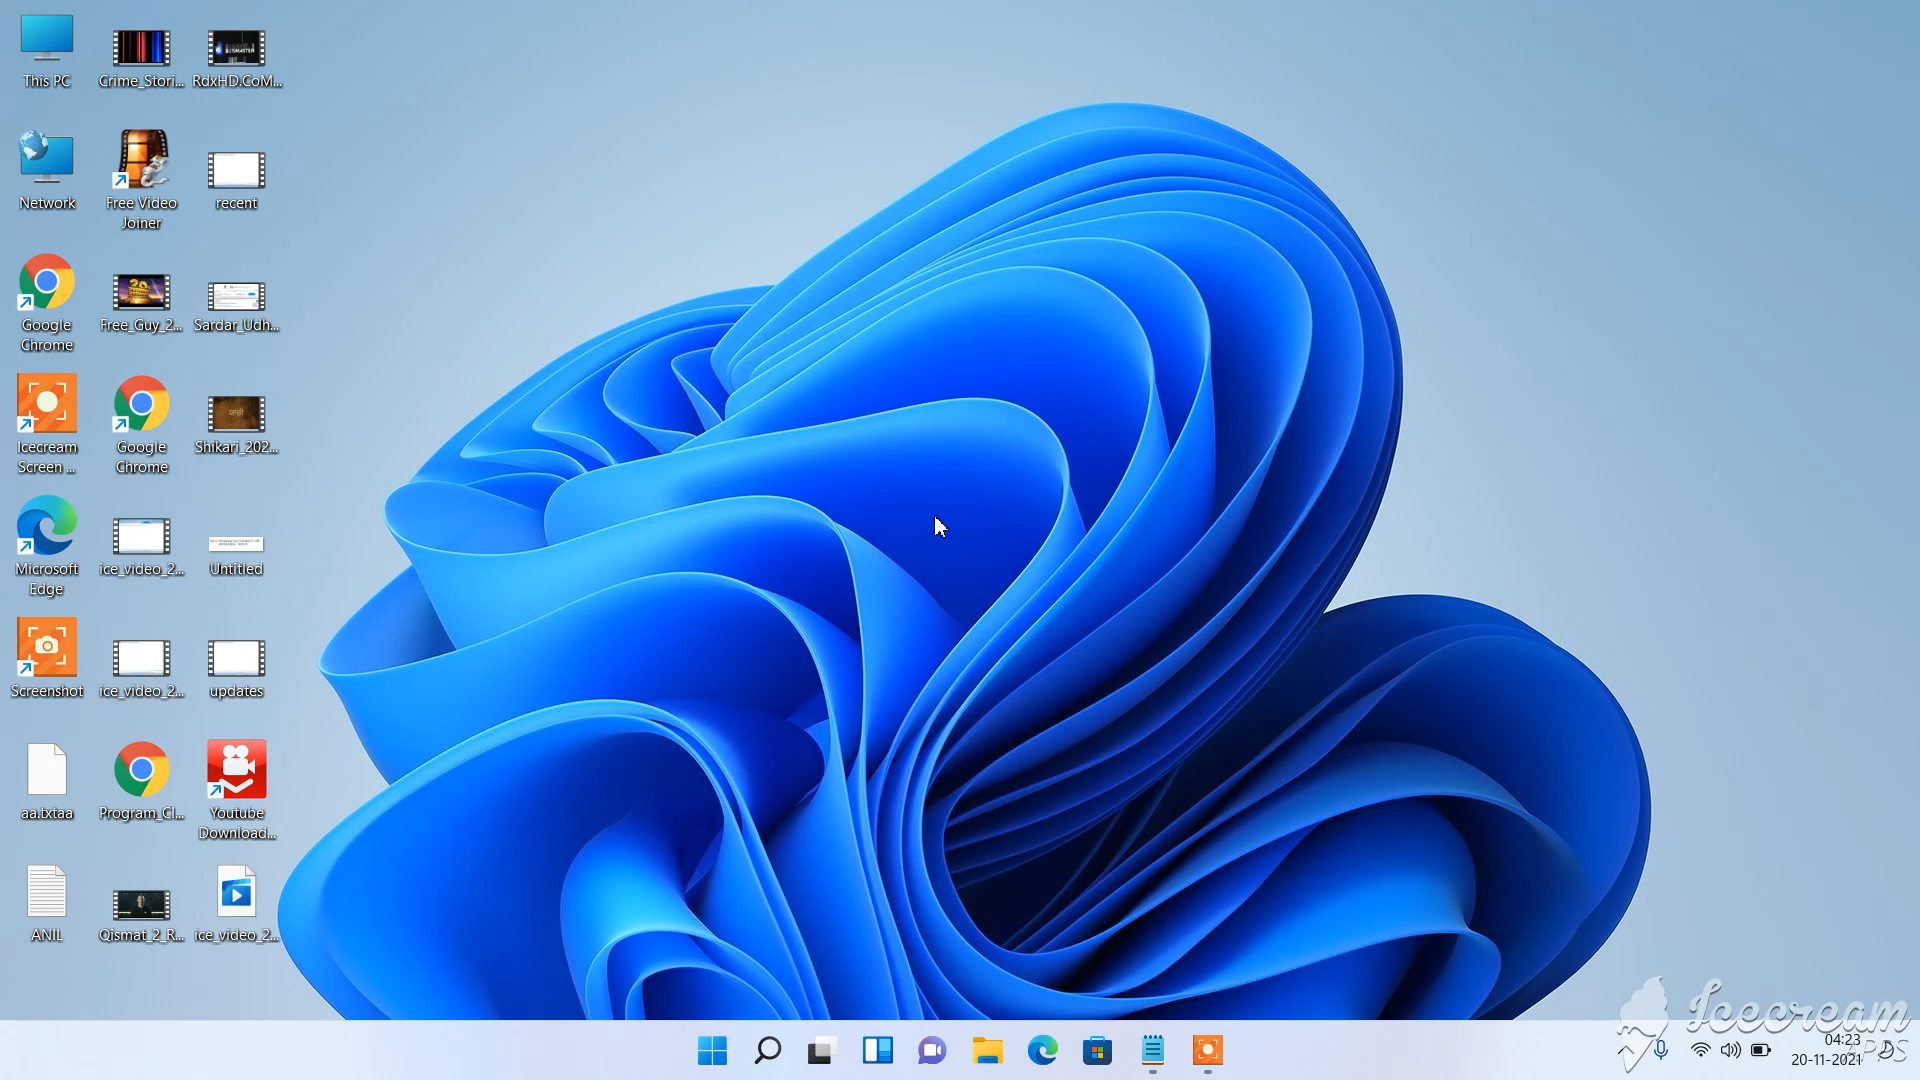 This PC
Crime_Stori...
RdxHD.CoM...
Network
Free Video
Joiner
recent
Google
Chrome
Free_Guy_2...
Sardar_Udh...
Icecream
Screen ...
Google
Chrome
Shikari_202...
Microsoft
Edge
ice_video_2...
Untitled
Screenshot
ice_video_2...
updates
aa.txtaa
Program_Cl...
Youtube
Download...
ANIL
Qismat_2_R...
ice_video_2...
Icecream
APPS
04:23
20-11-2021